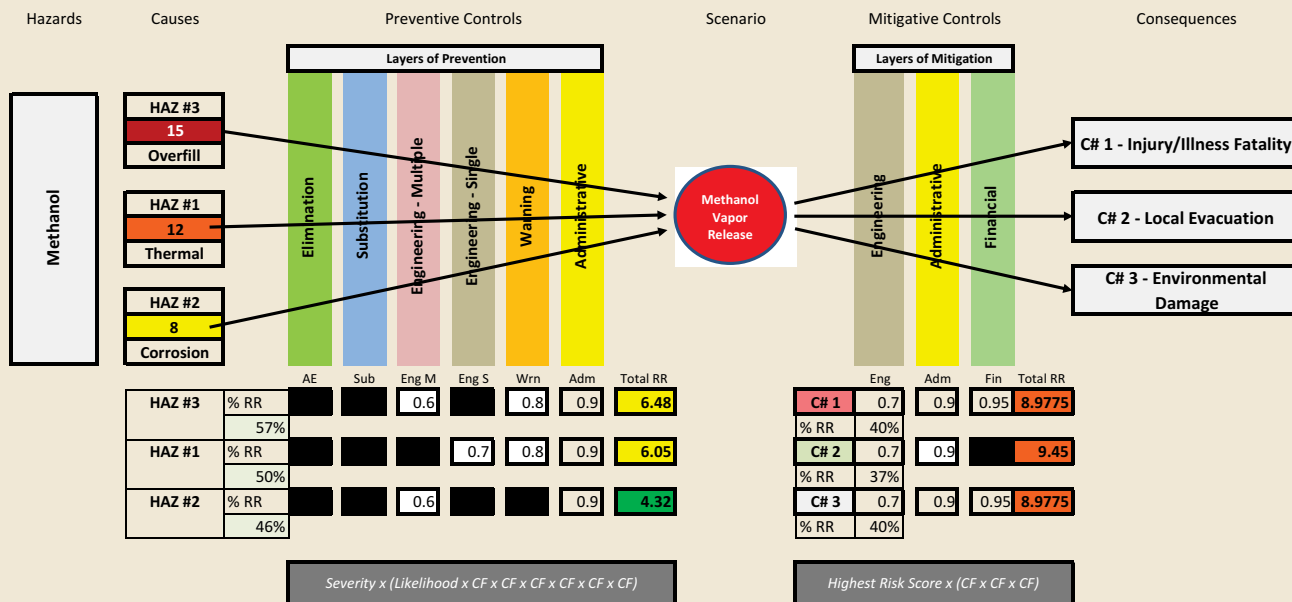 Hazards Causes Preventive Controls Scenario Mitigative Controls Consequences
Layers of Prevention
Layers of Mitigation
Methanol
HAZ #3
15
Overfill
HAZ #1
12
Thermal
HAZ #2
8
Corrosion
Elimination
Substitution
Engineering - Multiple
Engineering - Single
Warning
Administrative
Methanol
Vapor
Release
Engineering
Administrative
Financial
C# 1 - Injury/Illness Fatality
C# 2 - Local Evacuation
C# 3 - Environmental
Damage
AE Sub Eng M Eng S Wrn Adm Total RR
HAZ #3 % RR 0.6 0.8 0.9 6.48
57%
HAZ #1 % RR 0.7 0.8 0.9 6.05
50%
HAZ #2 % RR 0.6 0.9 4.32
46%
Eng Adm Fin Total RR
C# 1 0.7 0.9 0.95 8.9775
% RR 40%
C# 2 0.7 0.9 9.45
% RR 37%
C# 3 0.7 0.9 0.95 8.9775
% RR 40%
Severity x (Likelihood x CF x CF x CF x CF x CF x CF)
Highest Risk Score x (CF x CF x CF)